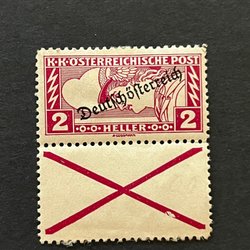 K.K.ÖSTERREICHISCHE POST
Deutschösterreich
2 HELLER 2